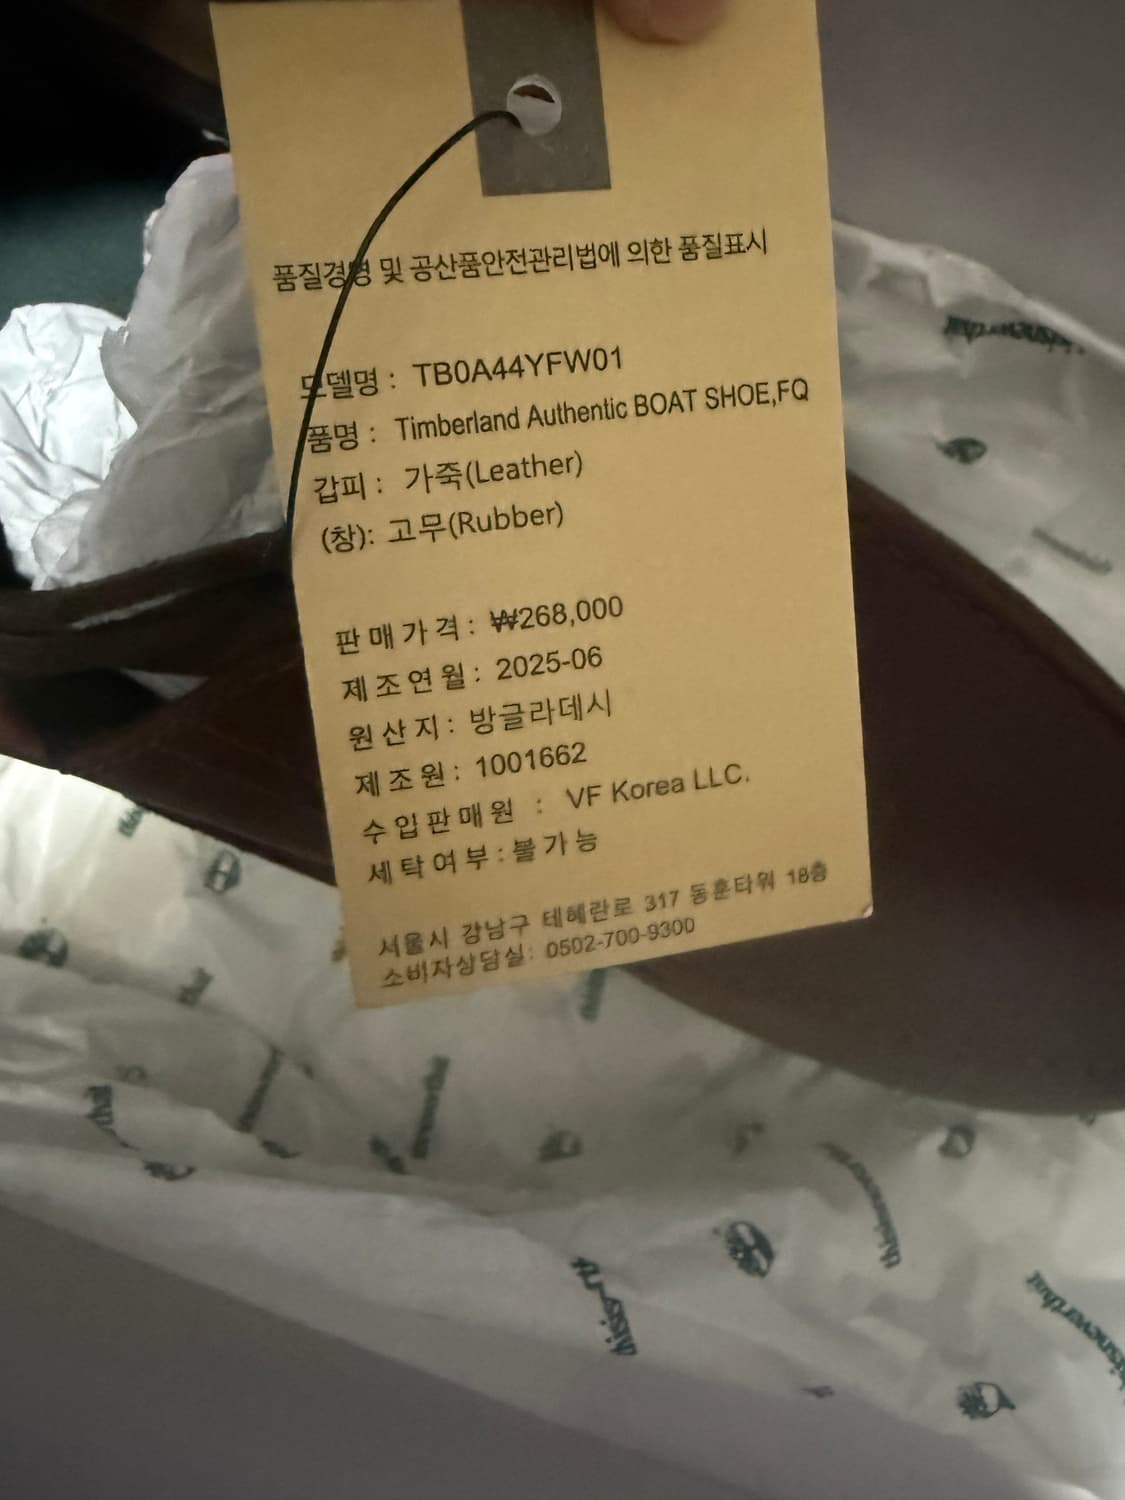 품질경영 및 공산품안전관리법에 의한 품질표시
모델명 : TB0A44YFW01
품명 : Timberland Authentic BOAT SHOE,FQ
갑피 : 가죽(Leather)
(창): 고무(Rubber)
판매가격: ₩268,000
제조연월: 2025-06
원산지: 방글라데시
제조원: 1001662
수입판매원 : VF Korea LLC.
세탁여부:불가능
서울시 강남구 테헤란로 317 동훈타워 18층
소비자상담실: 0502-700-9300
thisisneverthat